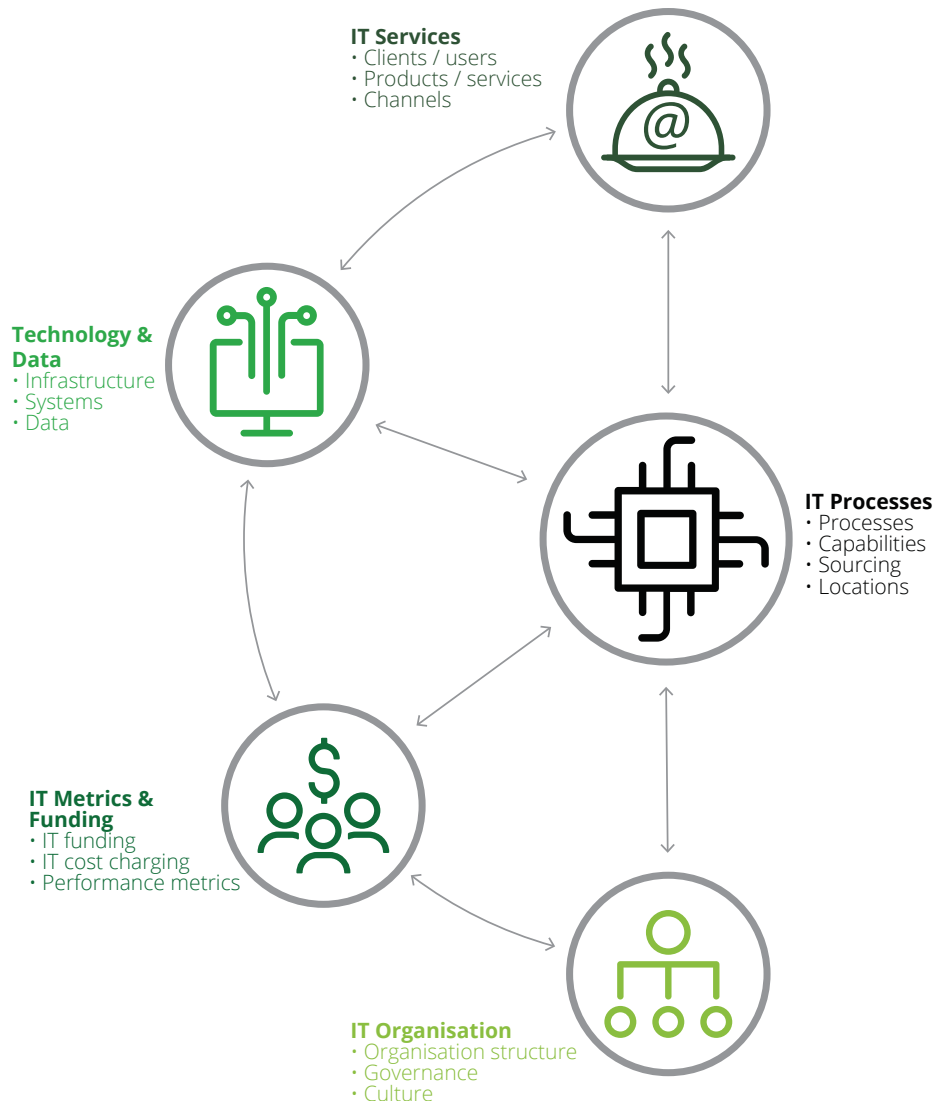 IT Services
· Clients / users
· Products / services
· Channels
@
Technology &
Data
· Infrastructure
· Systems
· Data
IT Processes
· Processes
· Capabilities
· Sourcing
· Locations
$
IT Metrics &
Funding
· IT funding
· IT cost charging
· Performance metrics
IT Organisation
· Organisation structure
· Governance
· Culture